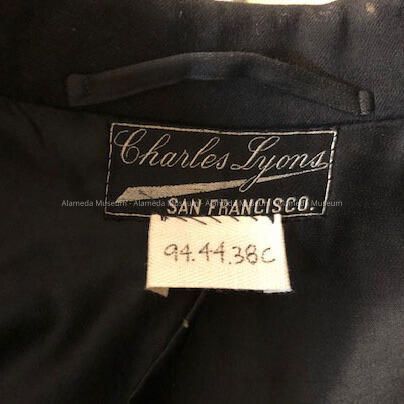 Charles Lyons
Alameda Museum - Alameda Museum - Alameda Museum - Alameda Museum
SAN FRANCISCO.
94.44.38C